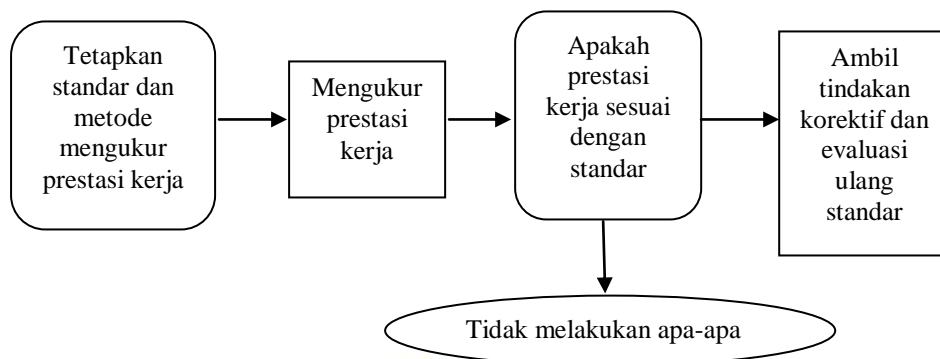 Tetapkan
standar dan
metode
mengukur
prestasi kerja
Mengukur
prestasi
kerja
Apakah
prestasi
kerja sesuai
dengan
standar
Ambil
tindakan
korektif dan
evaluasi
ulang
standar
Tidak melakukan apa-apa